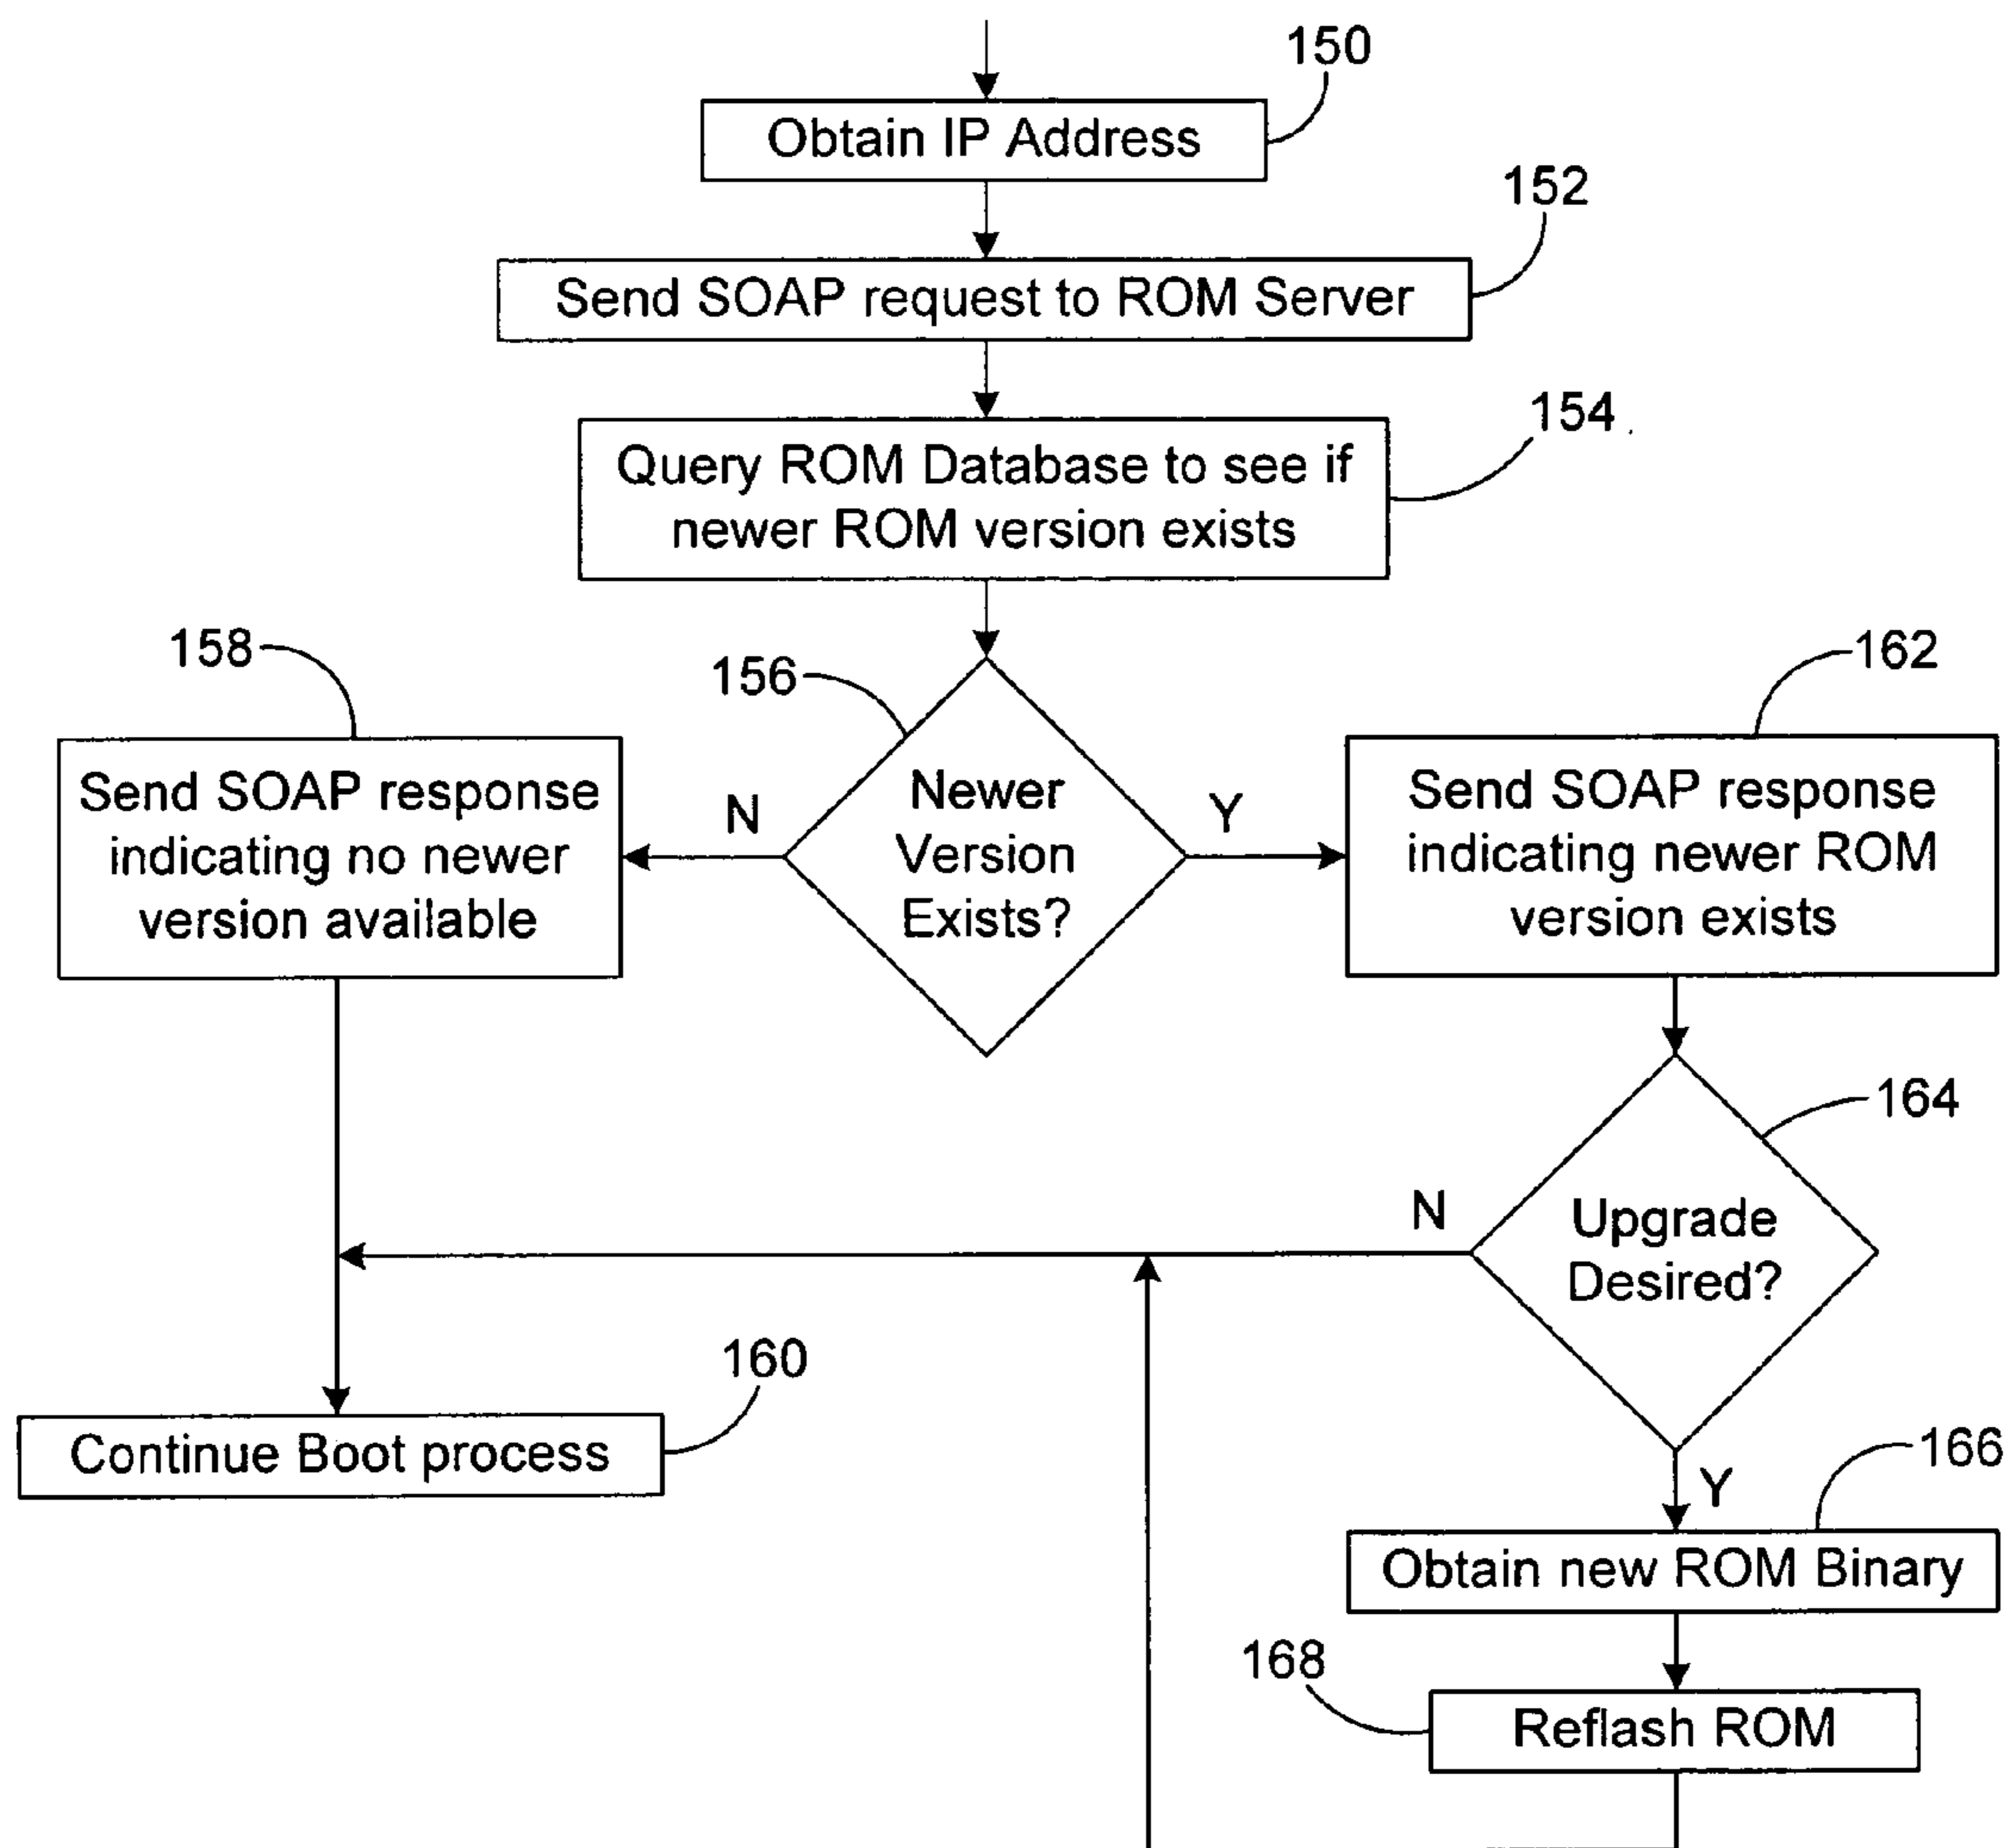 150
Obtain IP Address
152
Send SOAP request to ROM Server
154
Query ROM Database to see if
newer ROM version exists
158
156
162
Send SOAP response
indicating no newer
version available
N
Newer
Version
Exists?
Y
Send SOAP response
indicating newer ROM
version exists
164
N
Upgrade
Desired?
160
Continue Boot process
Y
166
Obtain new ROM Binary
168
Reflash ROM